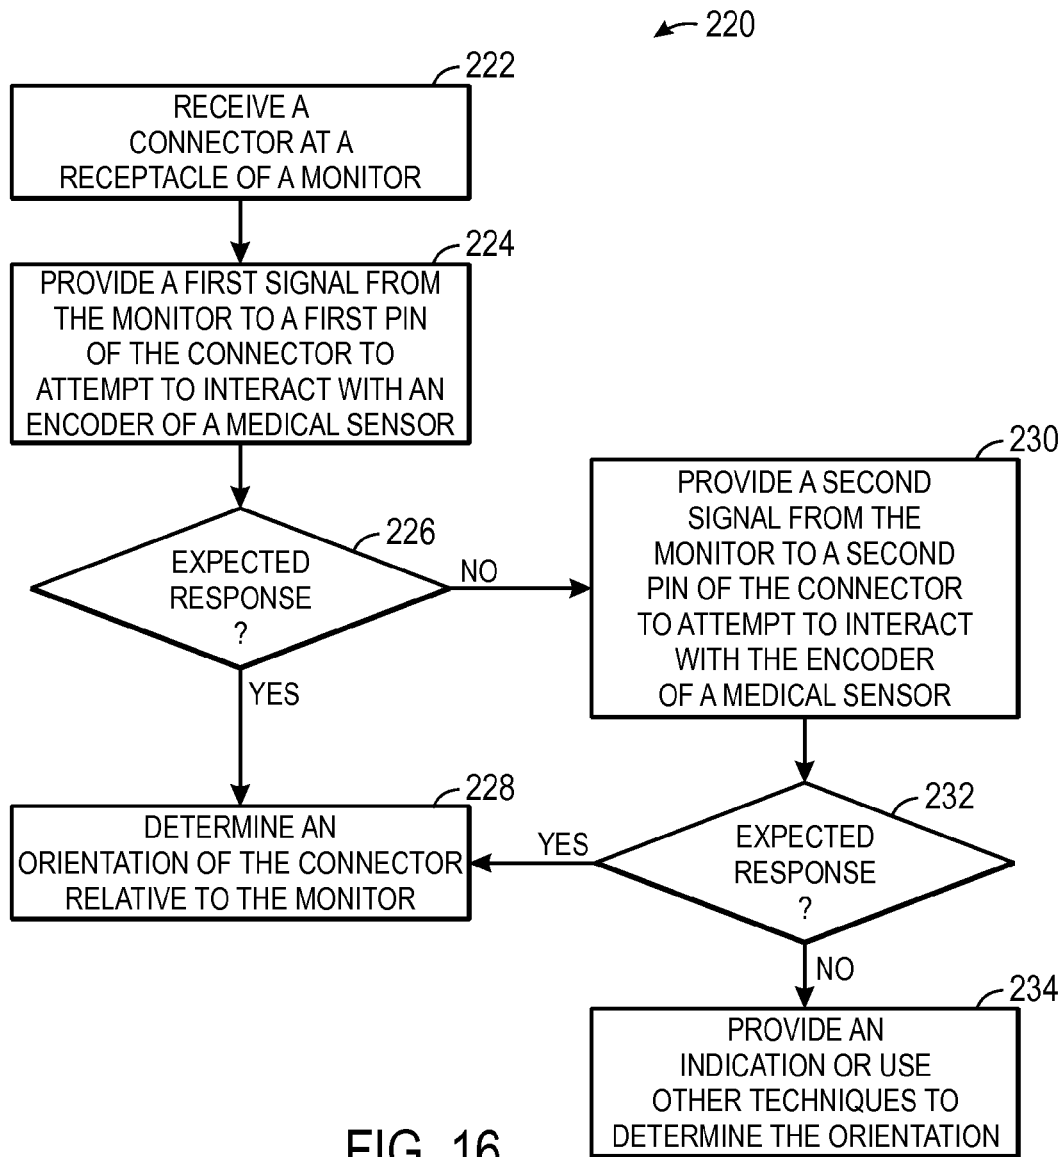 220
222
RECEIVE A
CONNECTOR AT A
RECEPTACLE OF A MONITOR
224
PROVIDE A FIRST SIGNAL FROM
THE MONITOR TO A FIRST PIN
OF THE CONNECTOR TO
ATTEMPT TO INTERACT WITH AN
ENCODER OF A MEDICAL SENSOR
226
EXPECTED
RESPONSE
?
NO
YES
230
PROVIDE A SECOND
SIGNAL FROM THE
MONITOR TO A SECOND
PIN OF THE CONNECTOR
TO ATTEMPT TO INTERACT
WITH THE ENCODER
OF A MEDICAL SENSOR
228
DETERMINE AN
ORIENTATION OF THE CONNECTOR
RELATIVE TO THE MONITOR
232
EXPECTED
RESPONSE
?
YES
NO
234
PROVIDE AN
INDICATION OR USE
OTHER TECHNIQUES TO
DETERMINE THE ORIENTATION
FIG. 16